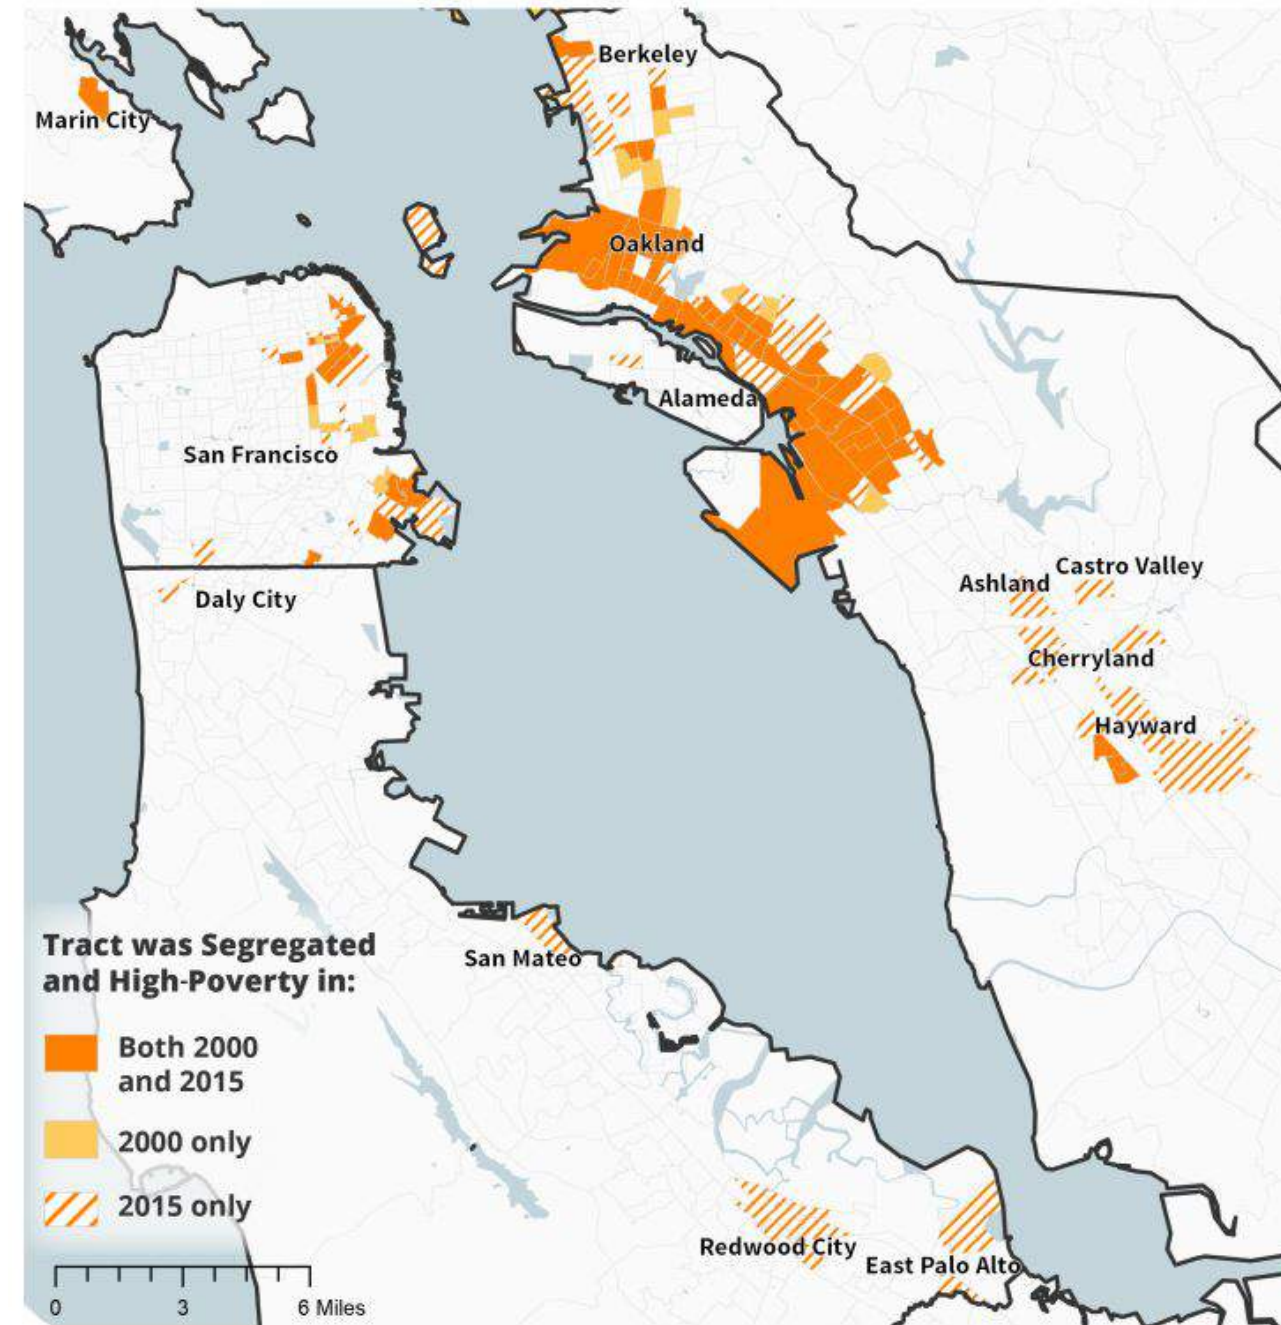 Berkeley
Marin City
Oakland
Alameda
San Francisco
Daly City
Castro Valley
Ashland
Cherryland
Hayward
San Mateo
Redwood City
East Palo Alto
Tract was Segregated
and High-Poverty in:
Both 2000
and 2015
2000 only
2015 only
0 3 6 Miles